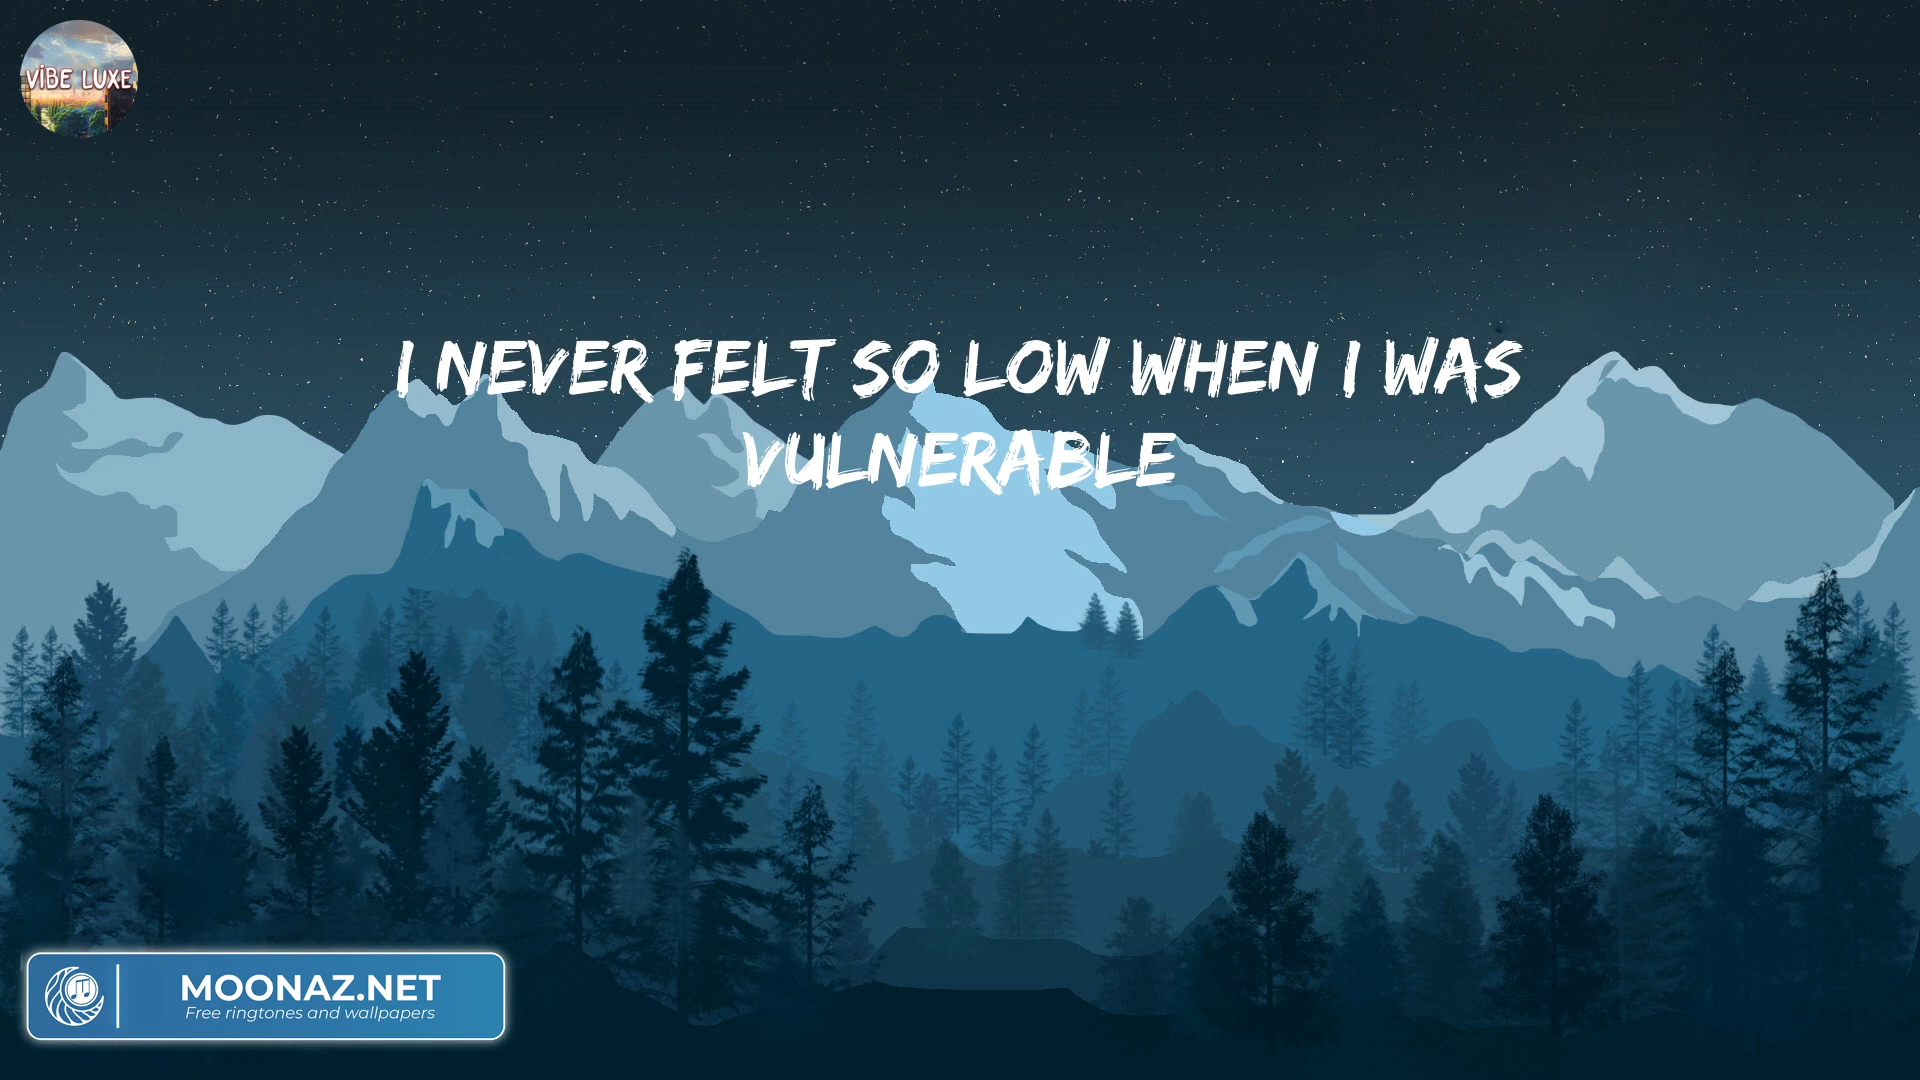 VIBE LUXE
I NEVER FELT SO LOW WHEN I WAS
VULNERABLE
MOONAZ.NET
Free ringtones and wallpapers